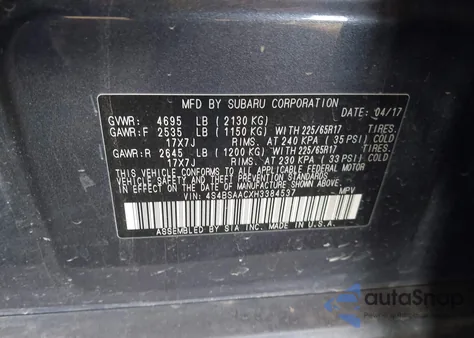 MFD BY SUBARU CORPORATION DATE: 04/17
GVWR: 4695 LB ( 2130 KG)
GAWR:F 2535 LB ( 1150 KG) WITH 225/65R17 TIRES.
17X7J RIMS. AT 240 KPA ( 35 PSI) COLD
GAWR:R 2645 LB ( 1200 KG) WITH 225/65R17 TIRES.
17X7J RIMS. AT 230 KPA ( 33 PSI) COLD
THIS VEHICLE CONFORMS TO ALL APPLICABLE FEDERAL MOTOR
VEHICLE SAFETY AND THEFT PREVENTION STANDARDS IN
EFFECT ON THE DATE OF MANUFACTURE SHOWN ABOVE.
VIN: 4S4BSAACXH3384537 MPV
ASSEMBLED BY SIA INC. MADE IN U.S.A.
autaSnap